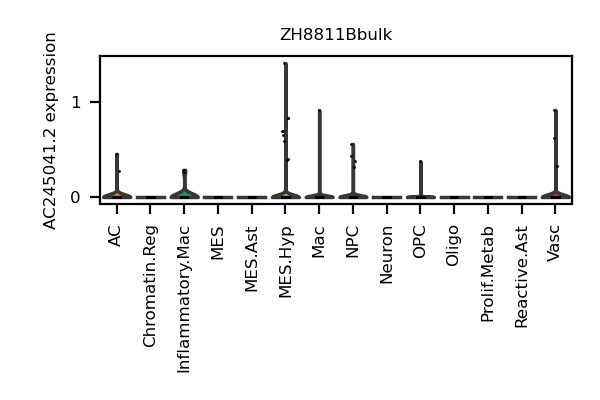 ZH8811Bbulk
AC245041.2 expression
1
0
AC
Chromatin.Reg
Inflammatory.Mac
MES
MES.Ast
MES.Hyp
Mac
NPC
Neuron
OPC
Oligo
Prolif.Metab
Reactive.Ast
Vasc